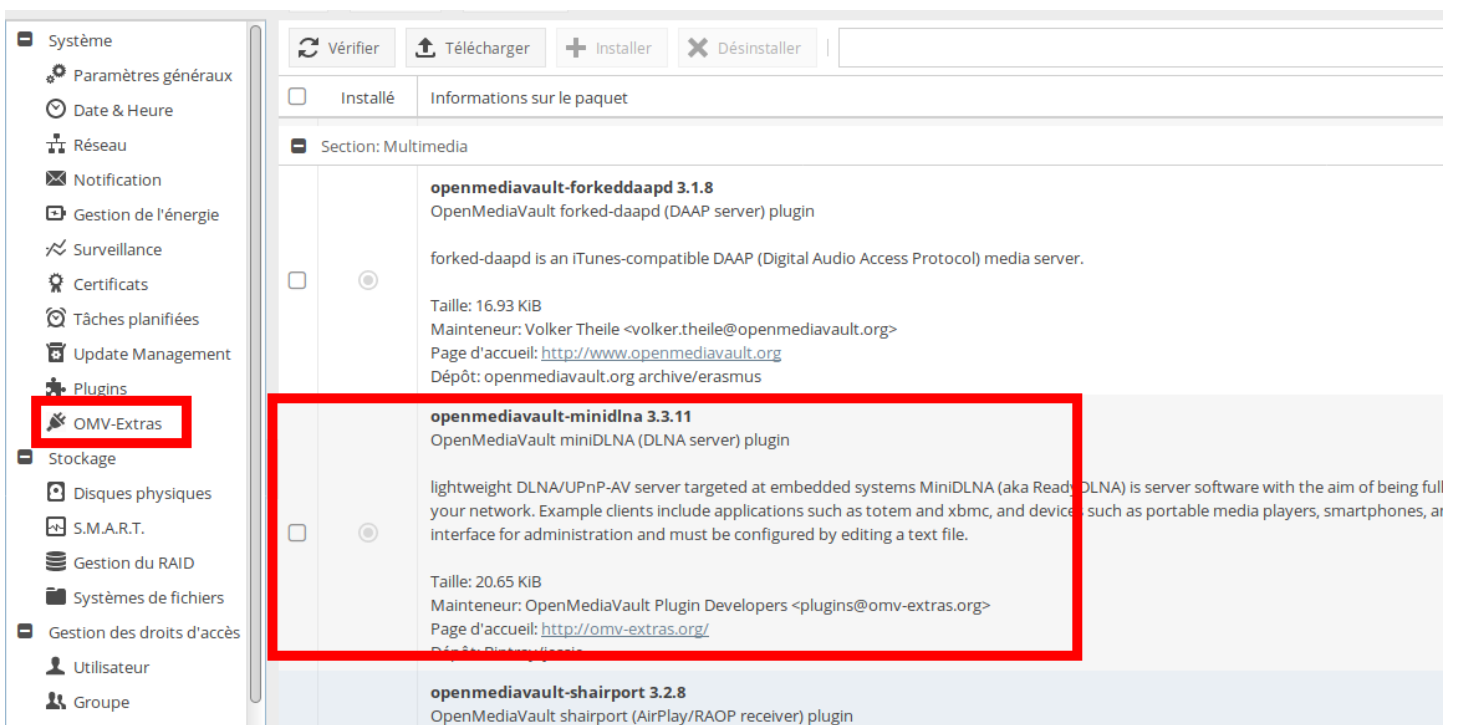 Système
Paramètres généraux
Date & Heure
Réseau
Notification
Gestion de l'énergie
Surveillance
Certificats
Tâches planifiées
Update Management
Plugins
OMV-Extras
Stockage
Disques physiques
S.M.A.R.T.
Gestion du RAID
Systèmes de fichiers
Gestion des droits d'accès
Utilisateur
Groupe
Vérifier Télécharger Installer Désinstaller
Installé Informations sur le paquet
Section: Multimedia
openmediavault-forkeddaapd 3.1.8
OpenMediaVault forked-daapd (DAAP server) plugin
forked-daapd is an iTunes-compatible DAAP (Digital Audio Access Protocol) media server.
Taille: 16.93 KiB
Mainteneur: Volker Theile <volker.theile@openmediavault.org>
Page d'accueil: http://www.openmediavault.org
Dépôt: openmediavault.org archive/erasmus
openmediavault-minidlna 3.3.11
OpenMediaVault miniDLNA (DLNA server) plugin
lightweight DLNA/UPnP-AV server targeted at embedded systems MiniDLNA (aka ReadyDLNA) is server software with the aim of being full
your network. Example clients include applications such as totem and xbmc, and devices such as portable media players, smartphones, a
interface for administration and must be configured by editing a text file.
Taille: 20.65 KiB
Mainteneur: OpenMediaVault Plugin Developers <plugins@omv-extras.org>
Page d'accueil: http://omv-extras.org/
Dépôt: Bintray/jessie
openmediavault-shairport 3.2.8
OpenMediaVault shairport (AirPlay/RAOP receiver) plugin